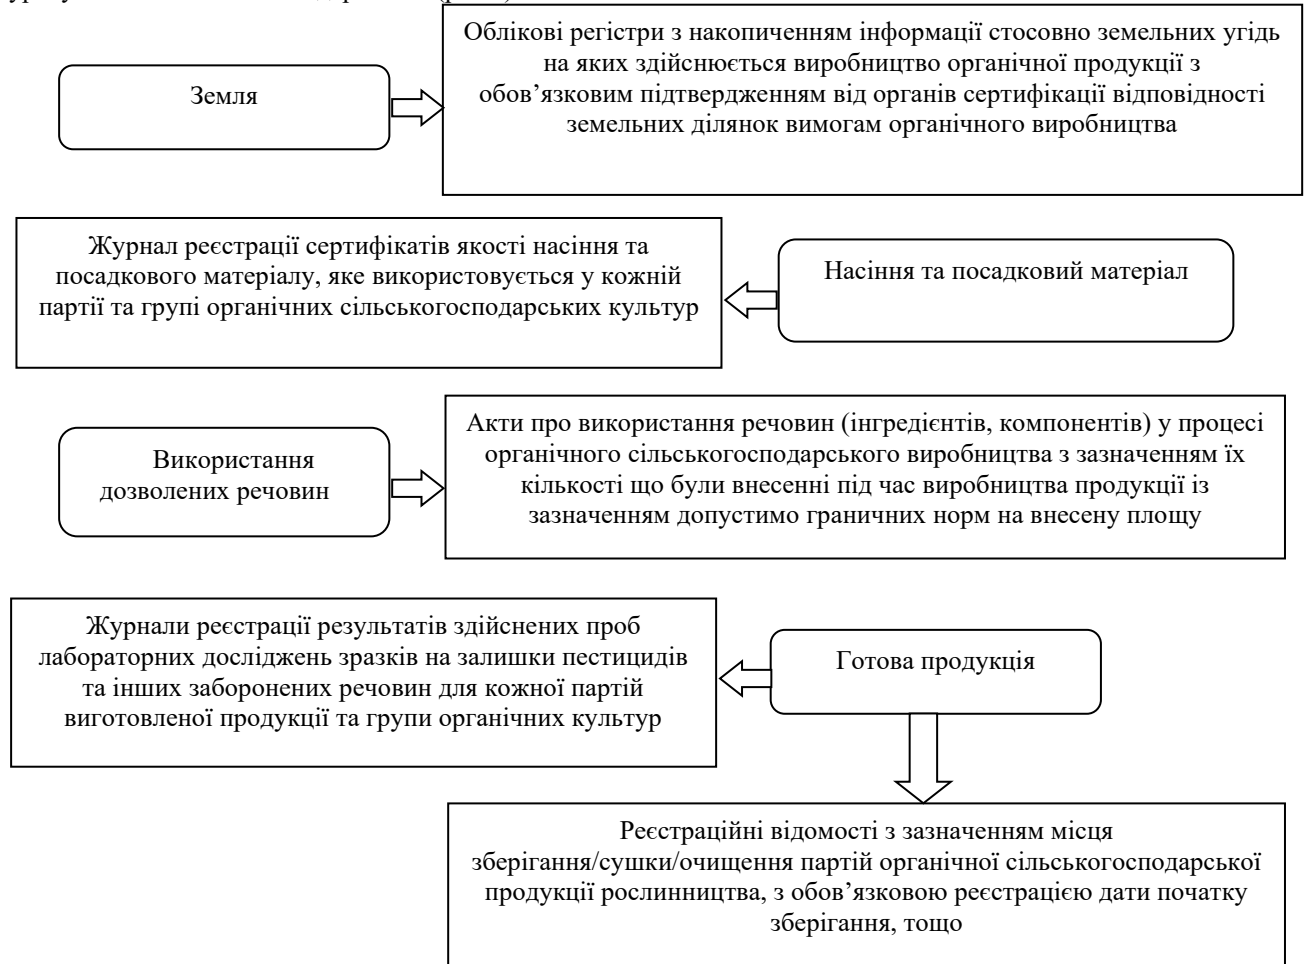 Облікові регістри з накопиченням інформації стосовно земельних угідь
на яких здійснюється виробництво органічної продукції з
обов’язковим підтвердженням від органів сертифікації відповідності
земельних ділянок вимогам органічного виробництва
Земля
Журнал реєстрації сертифікатів якості насіння та
посадкового матеріалу, яке використовується у кожній
партії та групі органічних сільськогосподарських культур
Насіння та посадковий матеріал
Акти про використання речовин (інгредієнтів, компонентів) у процесі
органічного сільськогосподарського виробництва з зазначенням їх
кількості що були внесенні під час виробництва продукції із
зазначенням допустимо граничних норм на внесену площу
Використання
дозволених речовин
Журнали реєстрації результатів здійснених проб
лабораторних досліджень зразків на залишки пестицидів
та інших заборонених речовин для кожної партій
виготовленої продукції та групи органічних культур
Готова продукція
Реєстраційні відомості з зазначенням місця
зберігання/сушки/очищення партій органічної сільськогосподарської
продукції рослинництва, з обов’язковою реєстрацією дати початку
зберігання, тощо